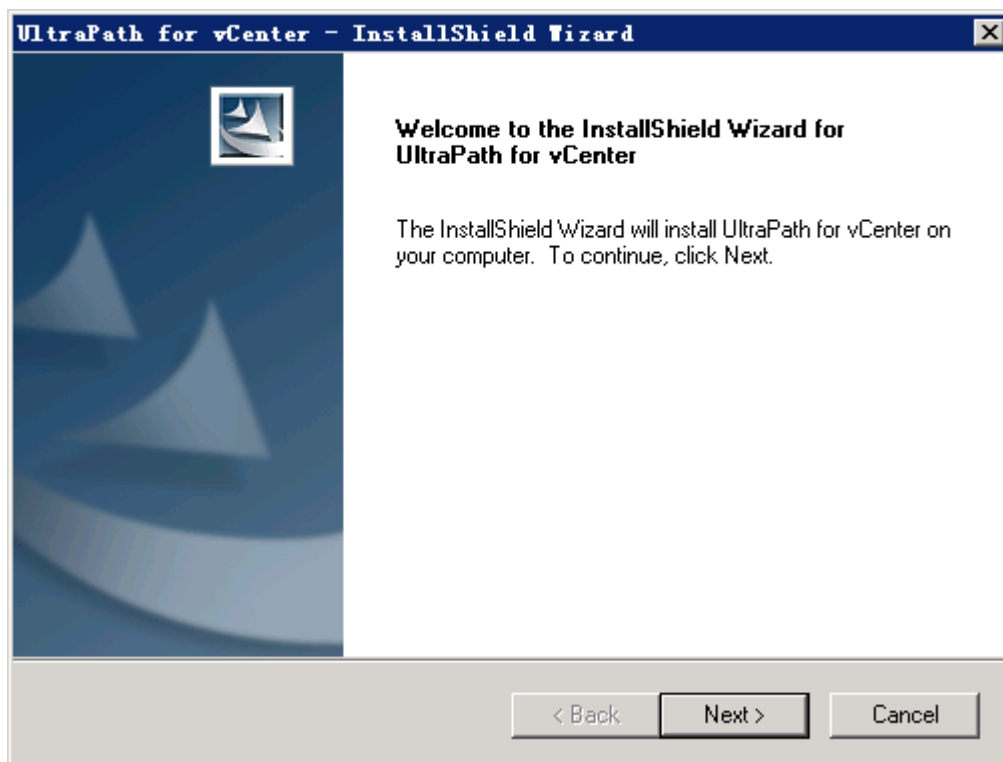 UltraPath for vCenter - InstallShield Wizard
Welcome to the InstallShield Wizard for
UltraPath for vCenter
The InstallShield Wizard will install UltraPath for vCenter on
your computer. To continue, click Next.
< Back
Next >
Cancel